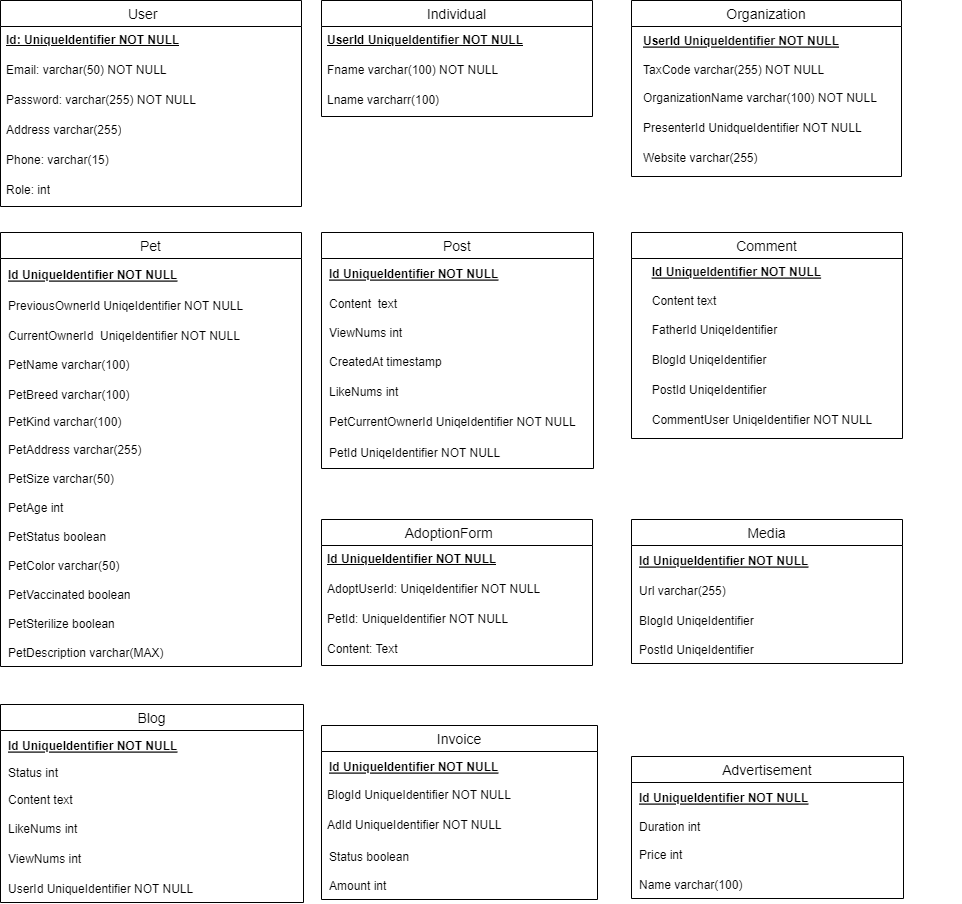 User
Id: UniqueIdentifier NOT NULL
Email: varchar(50) NOT NULL
Password: varchar(255) NOT NULL
Address varchar(255)
Phone: varchar(15)
Role: int
Individual
UserId UniqueIdentifier NOT NULL
Fname varchar(100) NOT NULL
Lname varcharr(100)
Organization
UserId UniqueIdentifier NOT NULL
TaxCode varchar(255) NOT NULL
OrganizationName varchar(100) NOT NULL
PresenterId UnidqueIdentifier NOT NULL
Website varchar(255)
Pet
Id UniqueIdentifier NOT NULL
PreviousOwnerId UniqeIdentifier NOT NULL
CurrentOwnerId  UniqeIdentifier NOT NULL
PetName varchar(100)
PetBreed varchar(100)
PetKind varchar(100)
PetAddress varchar(255)
PetSize varchar(50)
PetAge int
PetStatus boolean
PetColor varchar(50)
PetVaccinated boolean
PetSterilize boolean
PetDescription varchar(MAX)
Post
Id UniqueIdentifier NOT NULL
Content  text
ViewNums int
CreatedAt timestamp
LikeNums int
PetCurrentOwnerId UniqeIdentifier NOT NULL
PetId UniqeIdentifier NOT NULL
Comment
Id UniqueIdentifier NOT NULL
Content text
FatherId UniqeIdentifier
BlogId UniqeIdentifier
PostId UniqeIdentifier
CommentUser UniqeIdentifier NOT NULL
AdoptionForm
Id UniqueIdentifier NOT NULL
AdoptUserId: UniqeIdentifier NOT NULL
PetId: UniqueIdentifier NOT NULL
Content: Text
Media
Id UniqueIdentifier NOT NULL
Url varchar(255)
BlogId UniqeIdentifier
PostId UniqeIdentifier
Blog
Id UniqueIdentifier NOT NULL
Status int
Content text
LikeNums int
ViewNums int
UserId UniqueIdentifier NOT NULL
Invoice
Id UniqueIdentifier NOT NULL
BlogId UniqueIdentifier NOT NULL
AdId UniqueIdentifier NOT NULL
Status boolean
Amount int
Advertisement
Id UniqueIdentifier NOT NULL
Duration int
Price int
Name varchar(100)